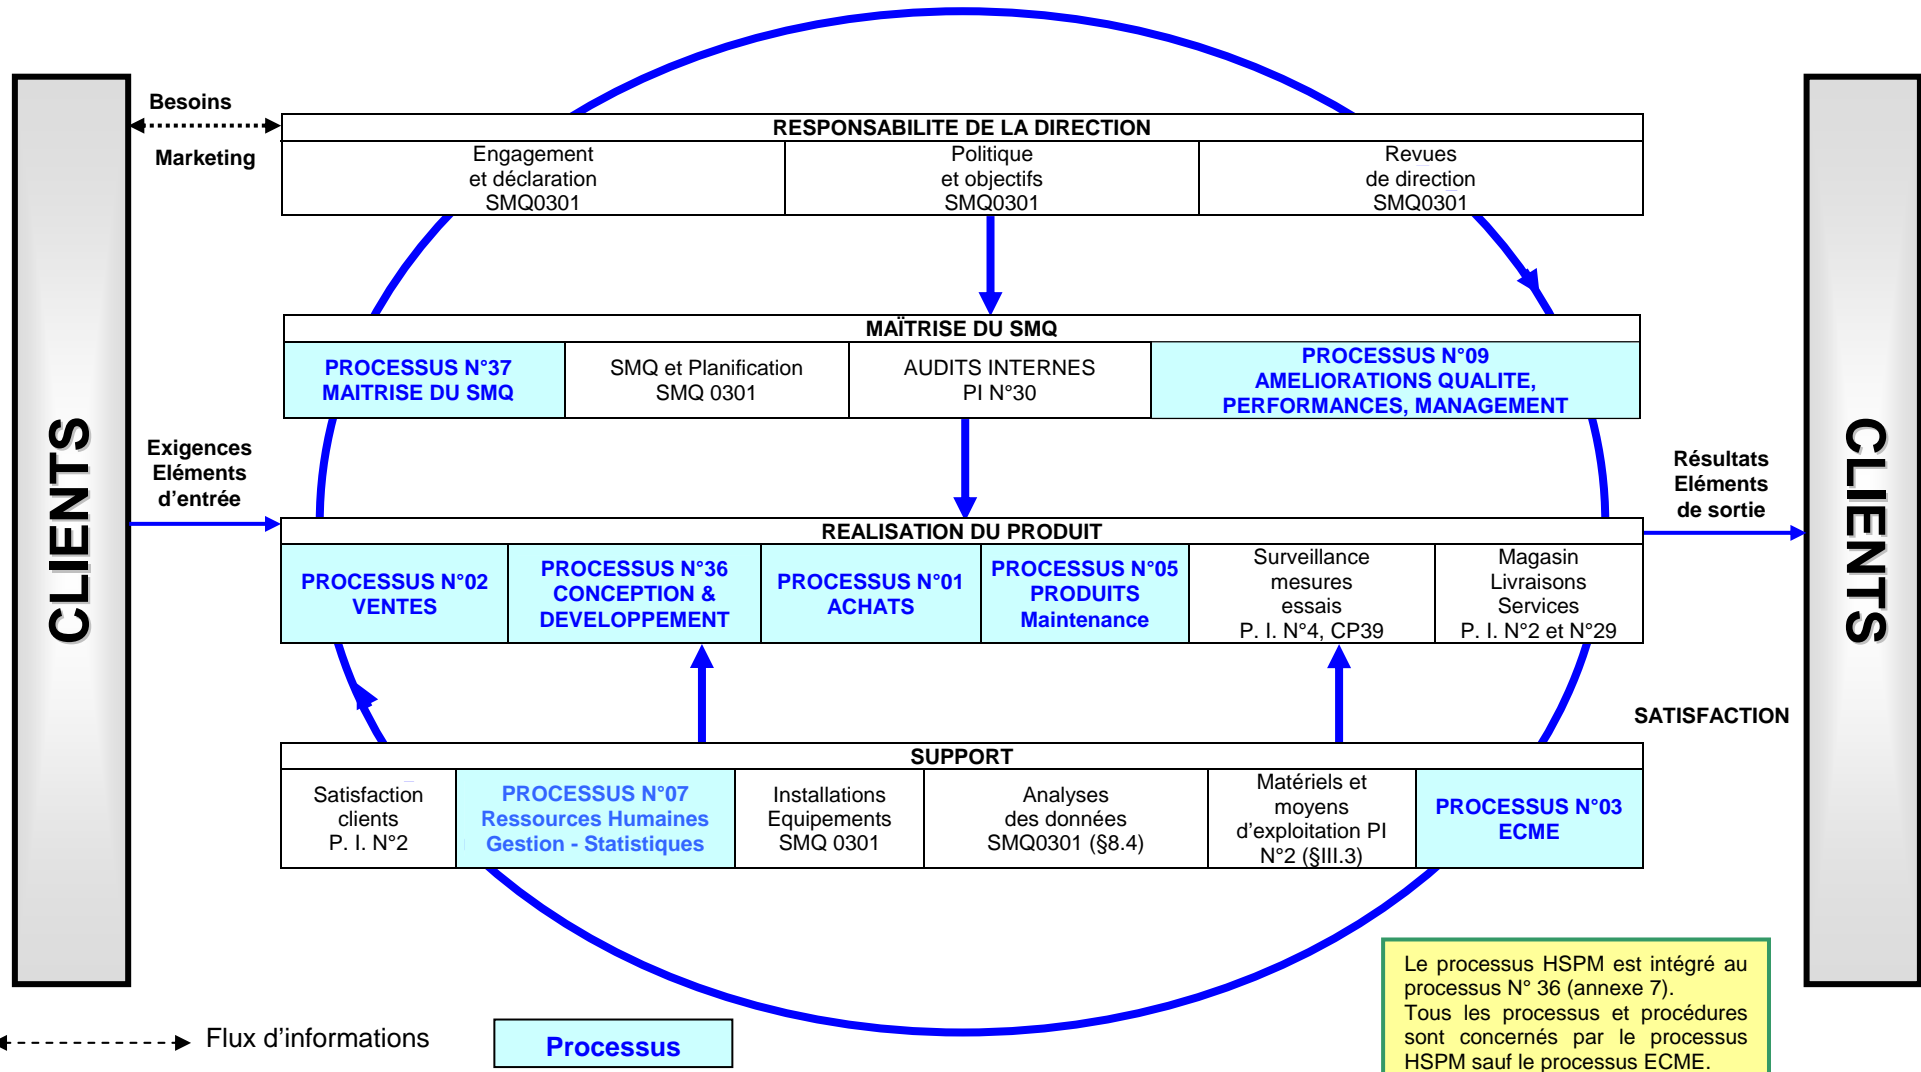 CLIENTS
Besoins
Marketing
RESPONSABILITE DE LA DIRECTION
Engagement
et déclaration
SMQ0301
Politique
et objectifs
SMQ0301
Revues
de direction
SMQ0301
MAÏTRISE DU SMQ
PROCESSUS N°37
MAITRISE DU SMQ
SMQ et Planification
SMQ 0301
AUDITS INTERNES
PI N°30
PROCESSUS N°09
AMELIORATIONS QUALITE,
PERFORMANCES, MANAGEMENT
Exigences
Eléments
d'entrée
REALISATION DU PRODUIT
PROCESSUS N°02
VENTES
PROCESSUS N°36
CONCEPTION &
DEVELOPPEMENT
PROCESSUS N°01
ACHATS
PROCESSUS N°05
PRODUITS
Maintenance
Surveillance
mesures
essais
P. I. N°4, CP39
Magasin
Livraisons
Services
P. I. N°2 et N°29
Résultats
Eléments
de sortie
CLIENTS
SATISFACTION
SUPPORT
Satisfaction
clients
P. I. N°2
PROCESSUS N°07
Ressources Humaines
Gestion - Statistiques
Installations
Equipements
SMQ 0301
Analyses
des données
SMQ0301 (§8.4)
Matériels et
moyens
d'exploitation PI
N°2 (§III.3)
PROCESSUS N°03
ECME
Flux d'informations
Processus
Le processus HSPM est intégré au
processus N° 36 (annexe 7).
Tous les processus et procédures
sont concernés par le processus
HSPM sauf le processus ECME.